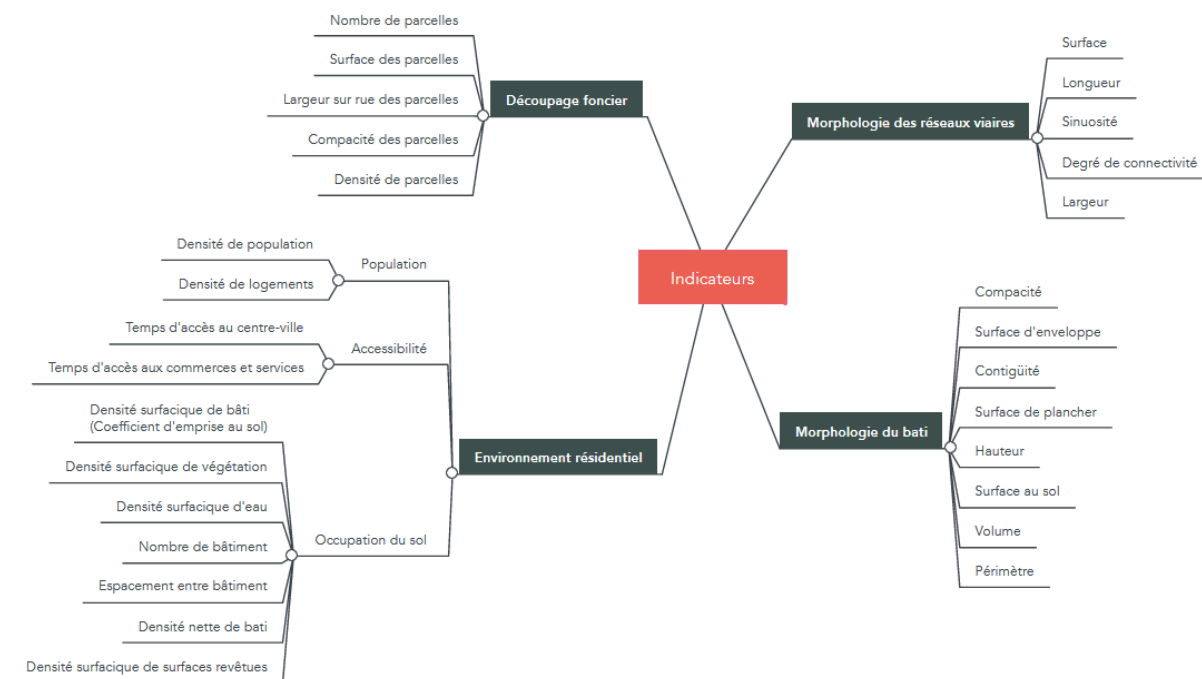 Nombre de parcelles
Surface des parcelles
Largeur sur rue des parcelles
Compacité des parcelles
Densité de parcelles
Découpage foncier
Morphologie des réseaux viaires
Surface
Longueur
Sinuosité
Degré de connectivité
Largeur
Indicateurs
Densité de population
Densité de logements
Population
Temps d'accès au centre-ville
Temps d'accès aux commerces et services
Accessibilité
Environnement résidentiel
Densité surfacique de bâti
(Coefficient d'emprise au sol)
Densité surfacique de végétation
Densité surfacique d'eau
Nombre de bâtiment
Espacement entre bâtiment
Densité nette de bati
Densité surfacique de surfaces revêtues
Occupation du sol
Morphologie du bati
Compacité
Surface d'enveloppe
Contigüité
Surface de plancher
Hauteur
Surface au sol
Volume
Périmètre